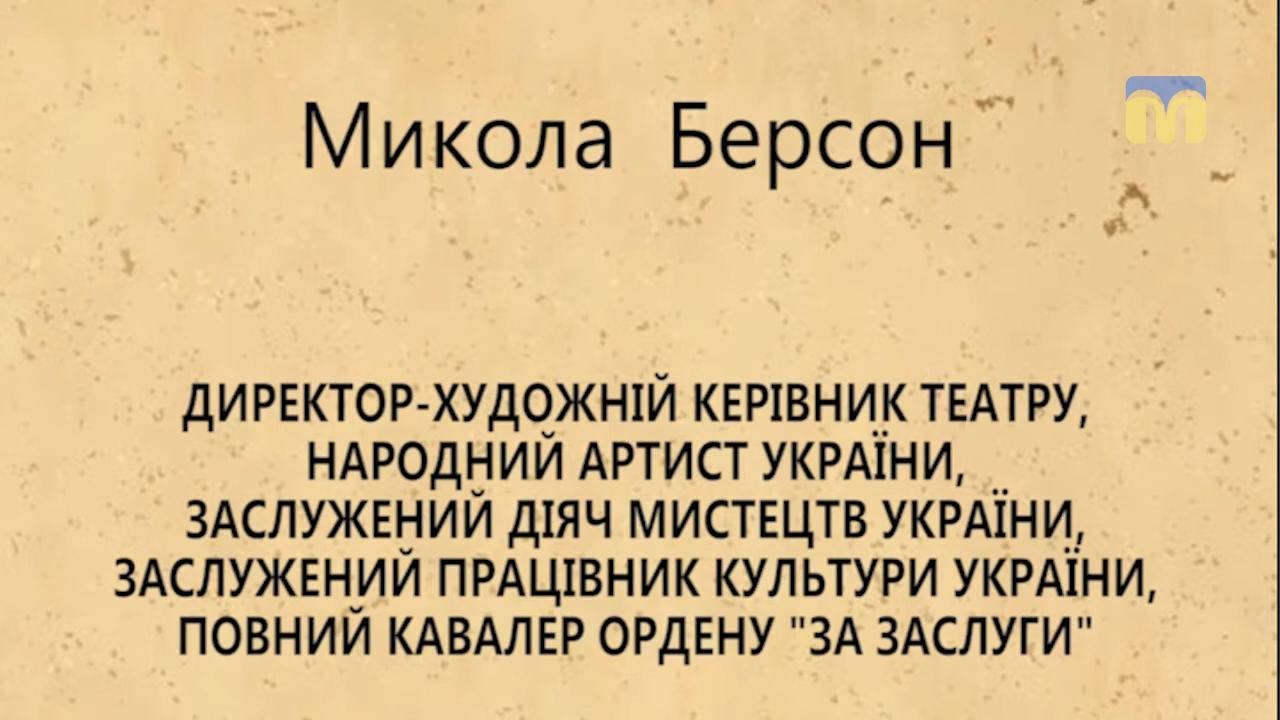 Микола Берсон
ДИРЕКТОР-ХУДОЖНІЙ КЕРІВНИК ТЕАТРУ,
НАРОДНИЙ АРТИСТ УКРАЇНИ,
ЗАСЛУЖЕНИЙ ДІЯЧ МИСТЕЦТВ УКРАЇНИ,
ЗАСЛУЖЕНИЙ ПРАЦІВНИК КУЛЬТУРИ УКРАЇНИ,
ПОВНИЙ КАВАЛЕР ОРДЕНУ "ЗА ЗАСЛУГИ"